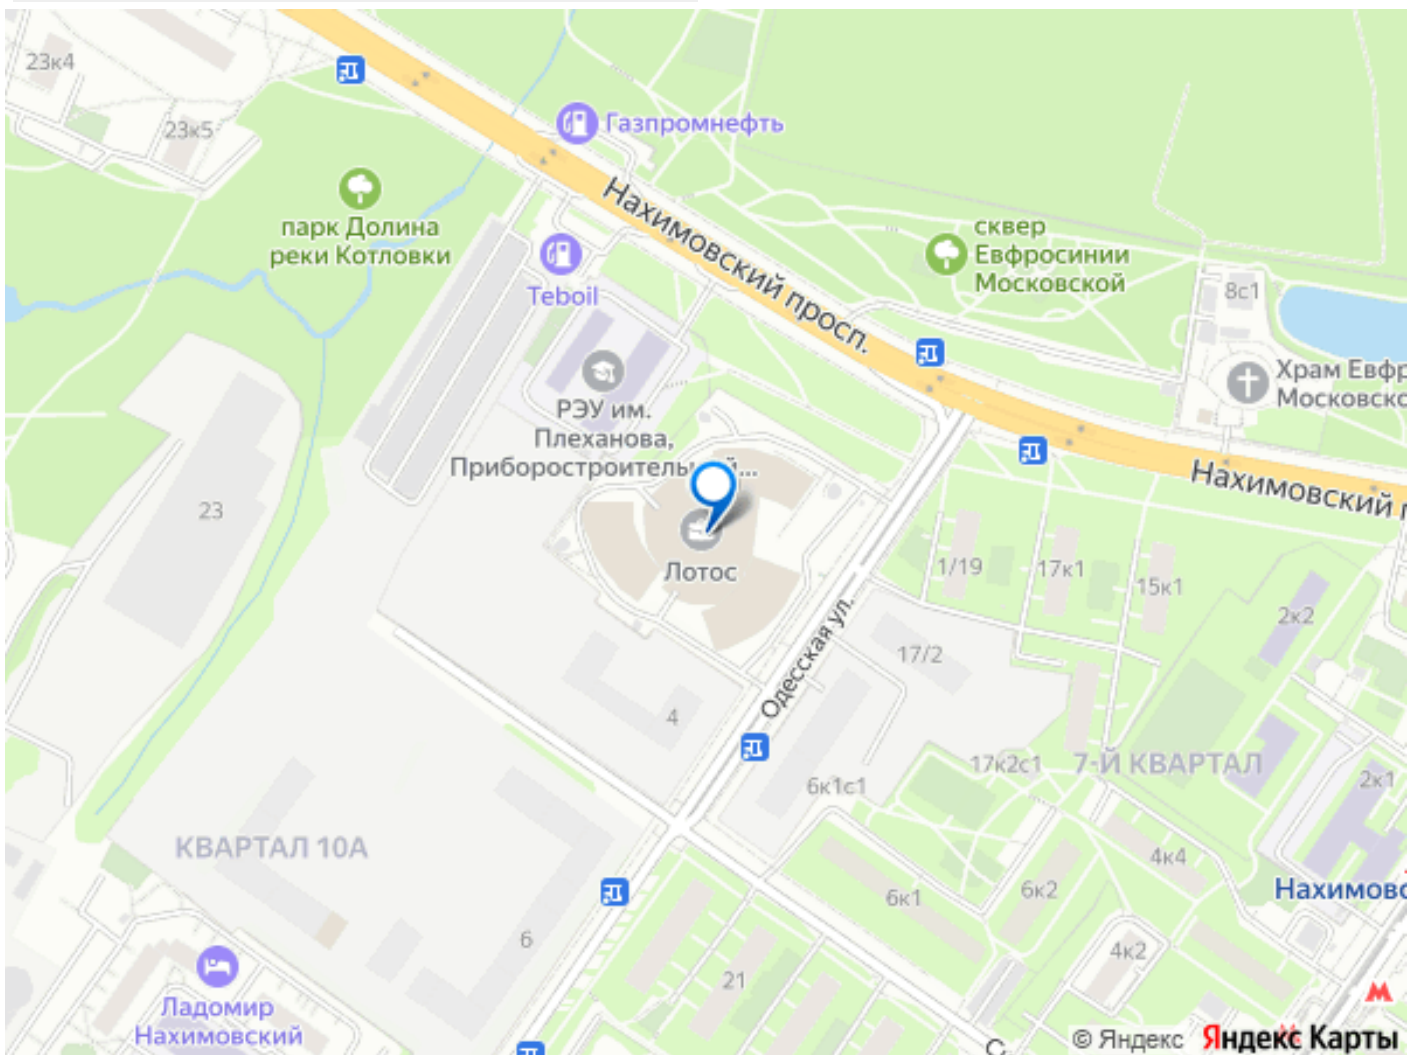 23к4
23к5
Газпромнефть
парк Долина
реки Котловки
Нахимовский просп.
сквер
Евфросинии
Московской
Teboil
8с1
Храм Евфр
Московско
РЭУ им.
Плеханова,
Приборостроительный...
Нахимовский п
23
Лотос
1/19
17к1
15к1
2к2
Одесская ул.
17/2
4
17к2с1
7-Й КВАРТАЛ
6к1с1
2к1
КВАРТАЛ 10А
4к4
Нахимовс
6к1
6к2
6
4к2
21
Ладомир
Нахимовский
С
© Яндекс Яндекс Карты